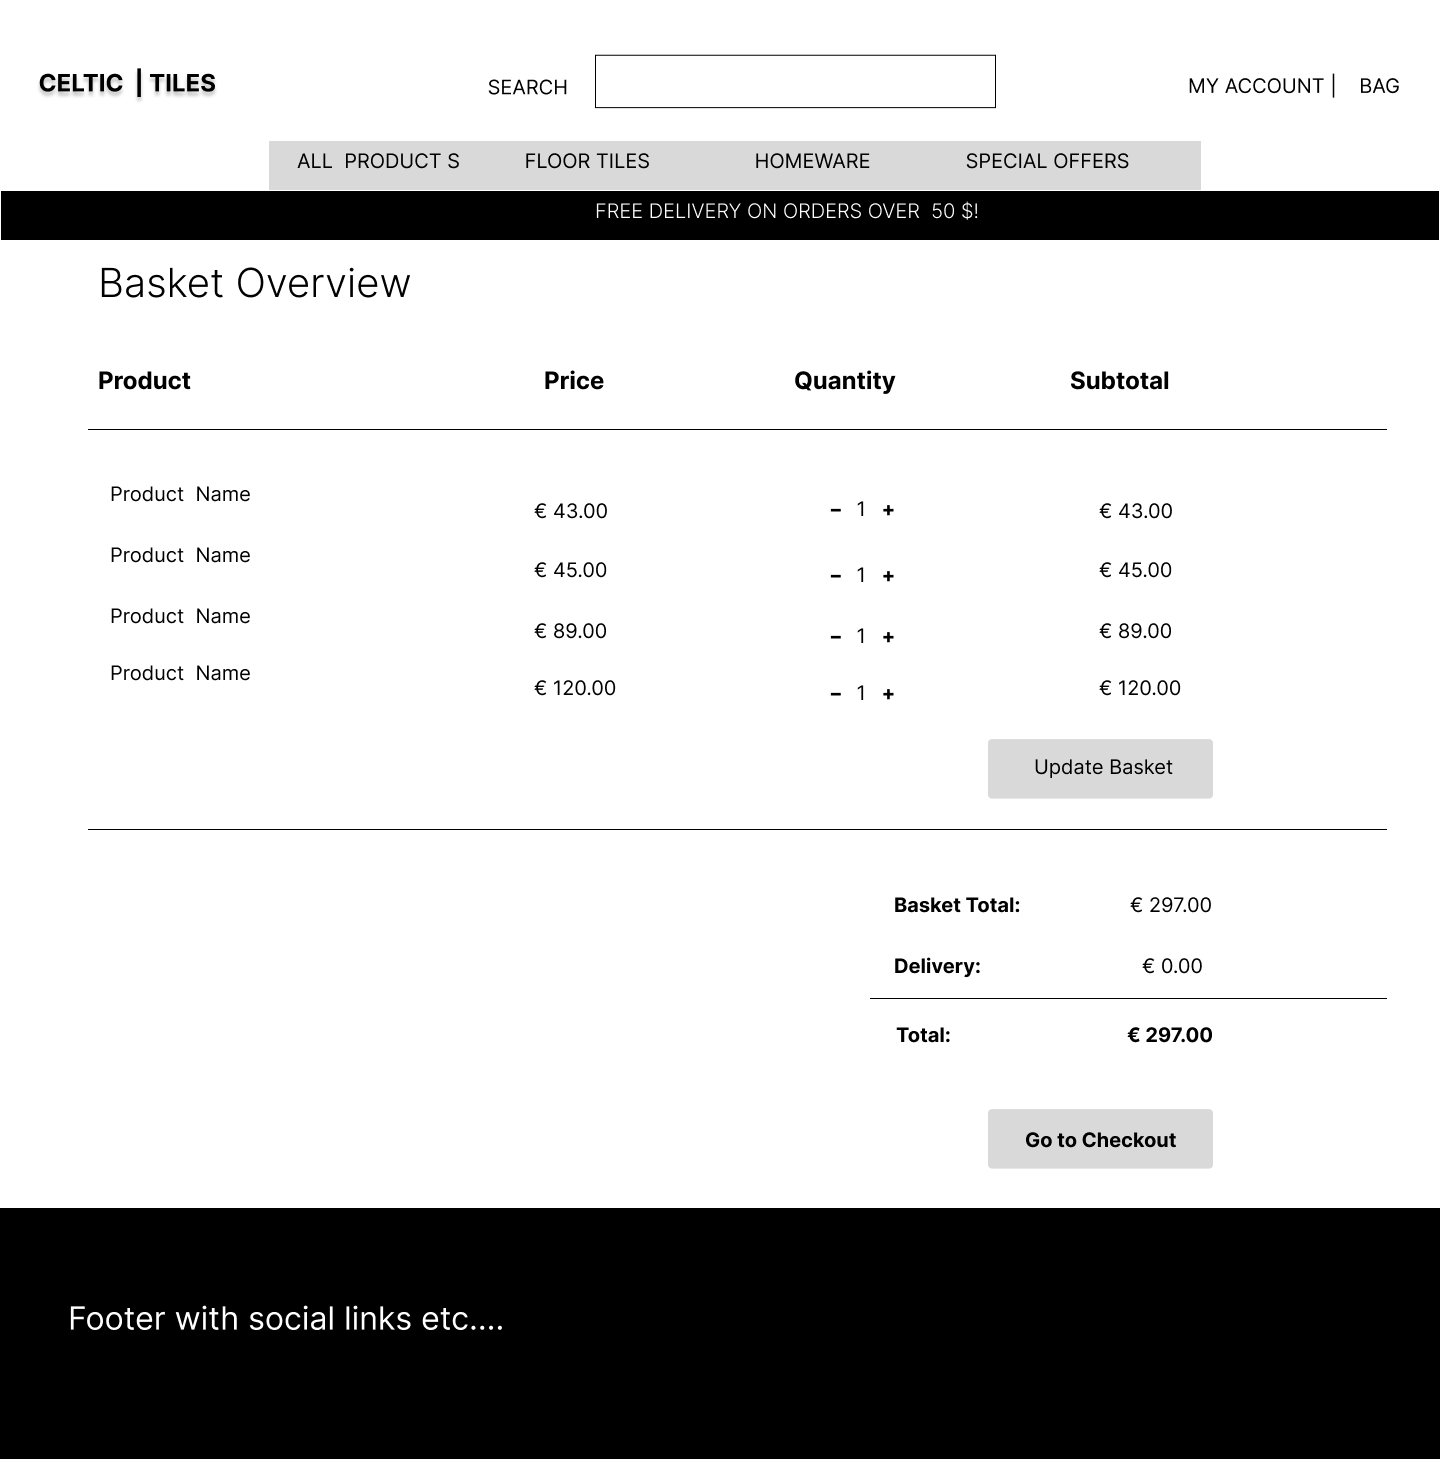 CELTIC | TILES
SEARCH
MY ACCOUNT | BAG
ALL PRODUCT S FLOOR TILES HOMEWARE SPECIAL OFFERS
FREE DELIVERY ON ORDERS OVER 50 $!
Basket Overview
Product Price Quantity Subtotal
Product Name € 43.00 - 1 + € 43.00
Product Name € 45.00 - 1 + € 45.00
Product Name € 89.00 - 1 + € 89.00
Product Name € 120.00 - 1 + € 120.00
Update Basket
Basket Total: € 297.00
Delivery: € 0.00
Total: € 297.00
Go to Checkout
Footer with social links etc....